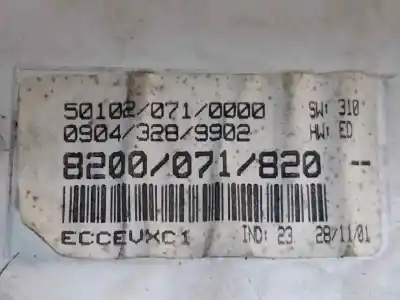 50102/071/0000 SW: 310
0904/328/9902 HW: ED
8200/071/820 --
ECCEVXC1 IND: 23 28/11/01